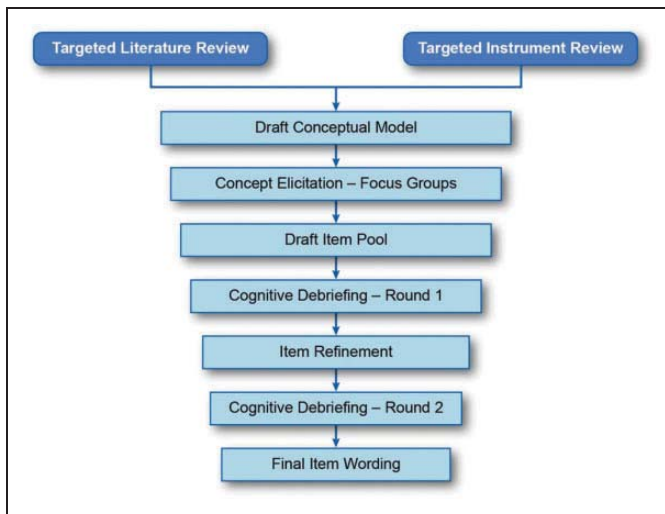 Targeted Literature Review
Targeted Instrument Review
Draft Conceptual Model
Concept Elicitation – Focus Groups
Draft Item Pool
Cognitive Debriefing – Round 1
Item Refinement
Cognitive Debriefing – Round 2
Final Item Wording